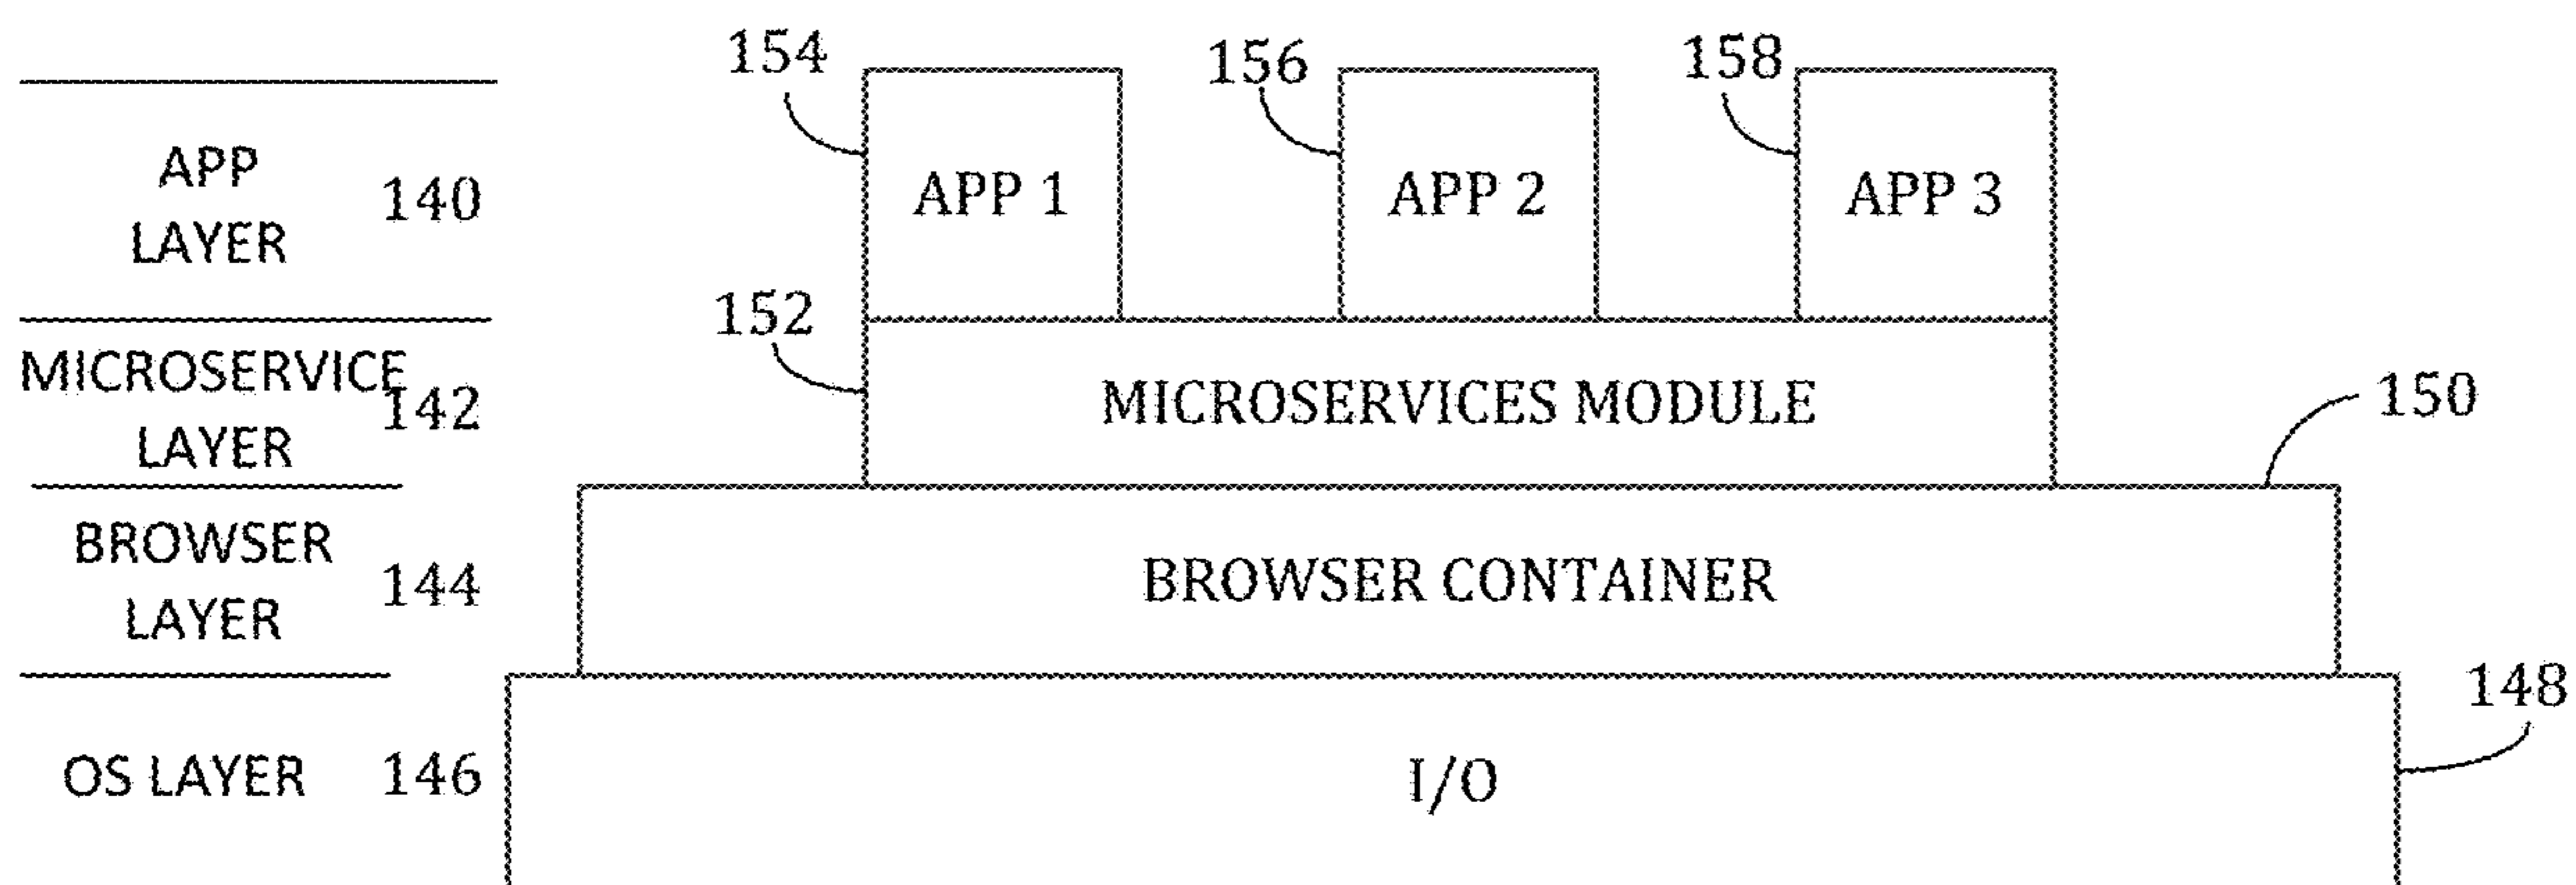 154
156
158
APP
LAYER
140
APP 1
APP 2
APP 3
152
MICROSERVICE
LAYER
142
MICROSERVICES MODULE
150
BROWSER
LAYER
144
BROWSER CONTAINER
148
OS LAYER
146
I/O